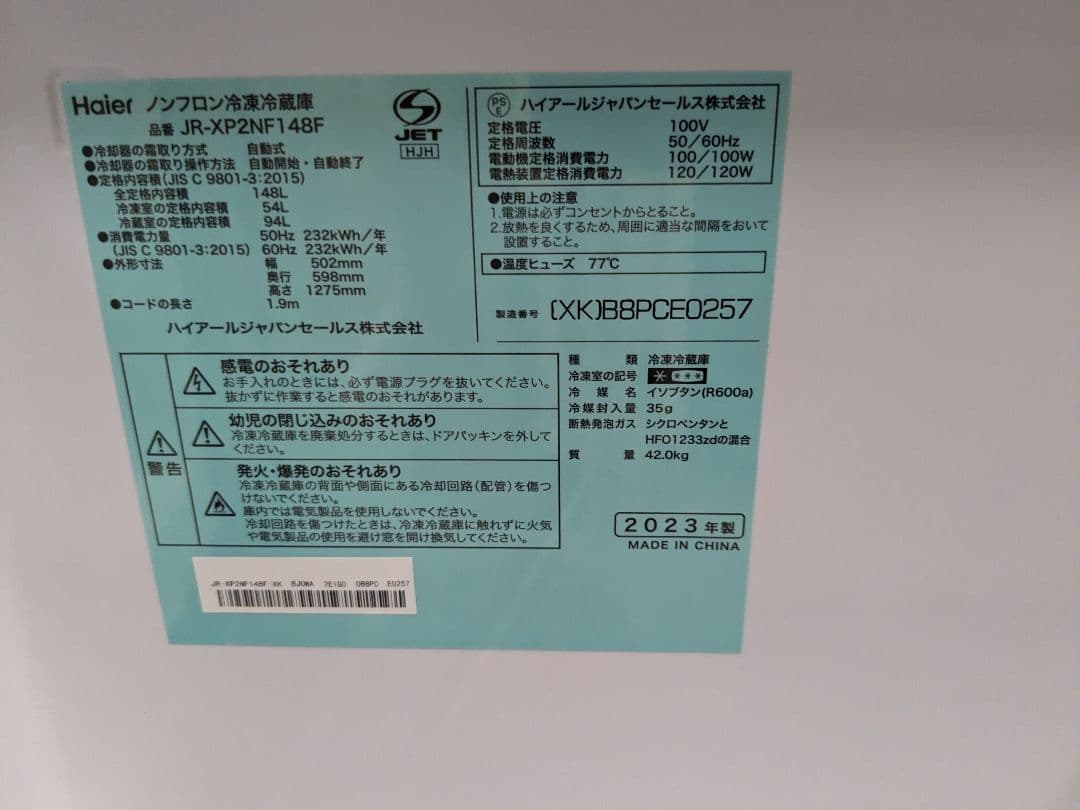 Haier ノンフロン冷凍冷蔵庫
品番 JR-XP2NF148F
JET
HJH
●冷却器の霜取り方式 自動式
●冷却器の霜取り操作方法 自動開始・自動終了
●定格内容積(JIS C 9801-3:2015)
全定格内容積 148L
冷凍室の定格内容積 54L
冷蔵室の定格内容積 94L
●消費電力量 50Hz 232kWh/年
(JIS C 9801-3:2015) 60Hz 232kWh/年
●外形寸法 幅 502mm
奥行 598mm
高さ 1275mm
●コードの長さ 1.9m
ハイアールジャパンセールス株式会社
PSE ハイアールジャパンセールス株式会社
定格電圧 100V
定格周波数 50/60Hz
電動機定格消費電力 100/100W
電熱装置定格消費電力 120/120W
●使用上の注意
1.電源は必ずコンセントからとること。
2.放熱を良くするため、周囲に適当な間隔をおいて
設置すること。
●温度ヒューズ 77℃
製造番号 (XK)B8PCE0257
警告
感電のおそれあり
お手入れのときには、必ず電源プラグを抜いてください。
抜かずに作業すると感電のおそれがあります。
幼児の閉じ込みのおそれあり
冷凍冷蔵庫を廃棄処分するときは、ドアパッキンを外して
ください。
発火・爆発のおそれあり
冷凍冷蔵庫の背面や側面にある冷却回路(配管)を傷つ
けないでください。
庫内では電気製品を使用しないでください。
冷却回路を傷つけたときは、冷凍冷蔵庫に触れずに火気
や電気製品の使用を避け窓を開け換気してください。
種類 冷凍冷蔵庫
冷凍室の記号 * ***
冷媒名 イソブタン(R600a)
冷媒封入量 35g
断熱発泡ガス シクロペンタンと
HFO1233zdの混合
質量 42.0kg
2023年製
MADE IN CHINA
JR-XP2NF148F-XK BJ0MA 2E1G0 0B8PC E0257